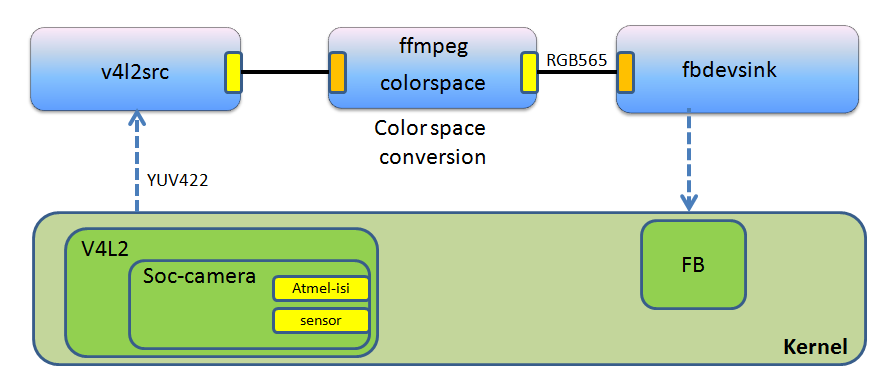 v4l2src
ffmpeg
colorspace
RGB565
fbdevsink
Color space
conversion
YUV422
V4L2
Soc-camera
Atmel-isi
sensor
FB
Kernel